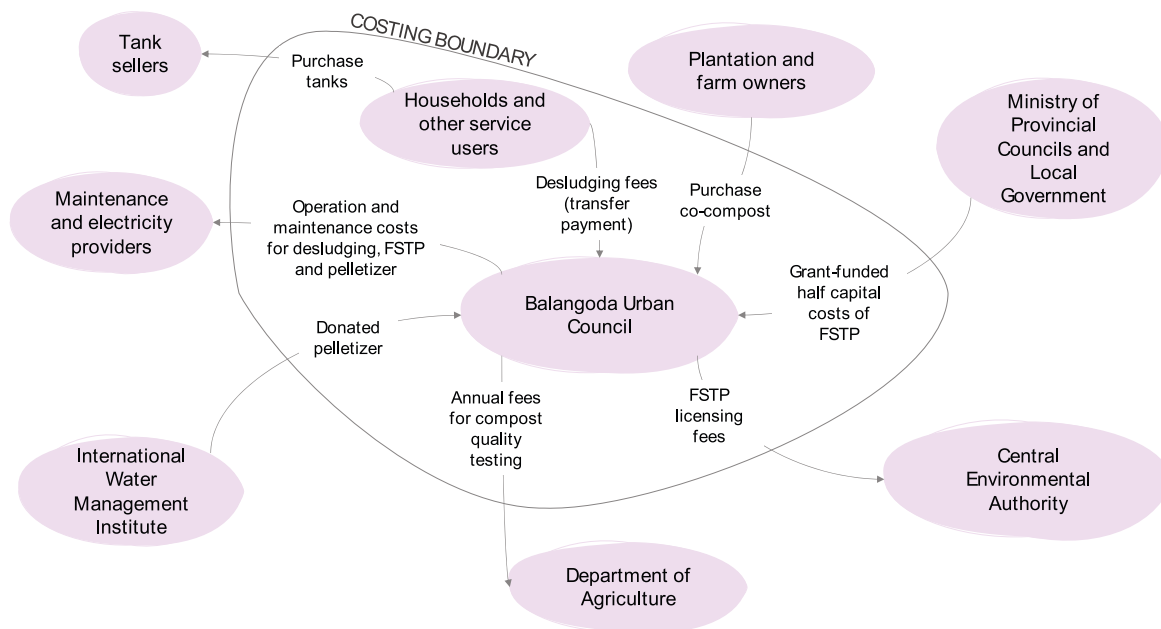 COSTING BOUNDARY
Tank
sellers
Purchase
tanks
Households and
other service
users
Plantation and
farm owners
Ministry of
Provincial
Councils and
Local
Government
Maintenance
and electricity
providers
Operation and
maintenance costs
for desludging, FSTP
and pelletizer
Desludging fees
(transfer
payment)
Purchase
co-compost
Grant-funded
half capital
costs of
FSTP
Balangoda Urban
Council
Donated
pelletizer
Annual fees
for compost
quality
testing
FSTP
licensing
fees
International
Water
Management
Institute
Central
Environmental
Authority
Department of
Agriculture